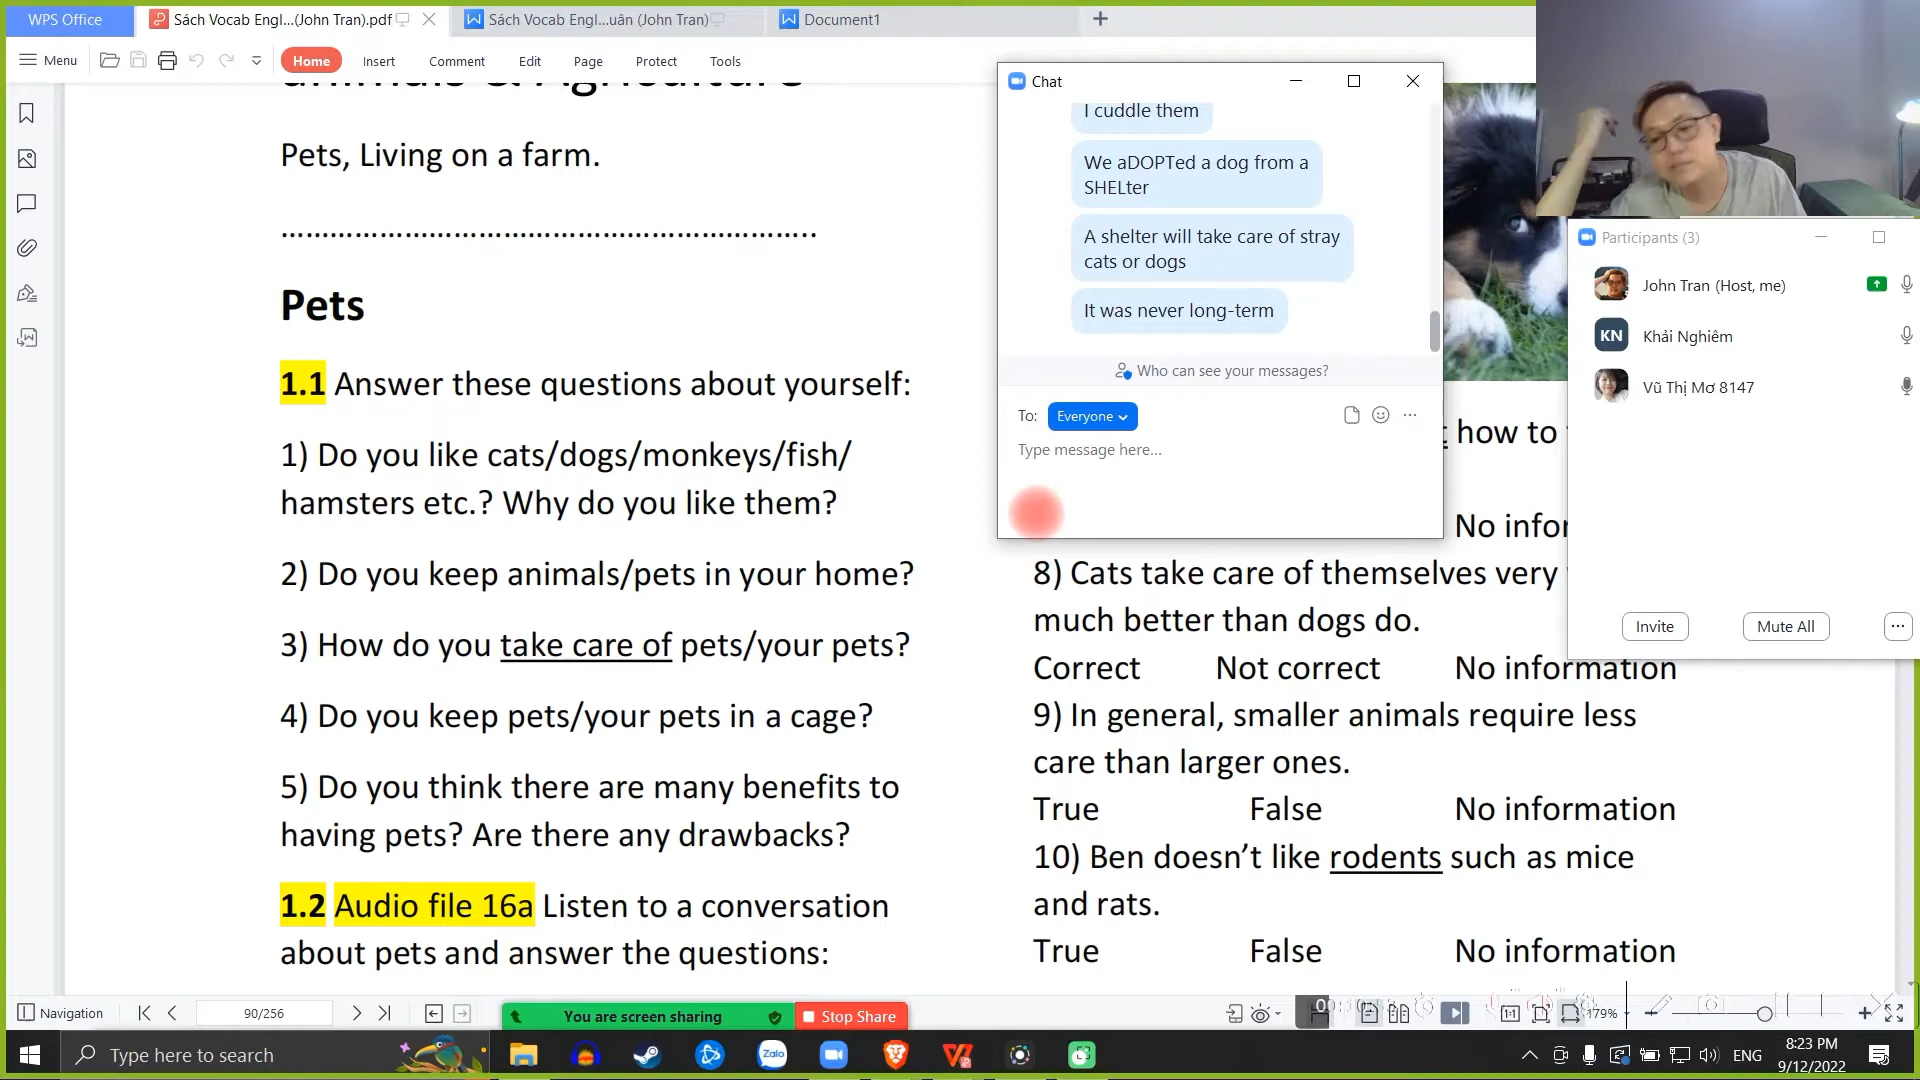 WPS Office
Sách Vocab Engl...(John Tran).pdf
Sách Vocab Engl...uân (John Tran)
Document1
Menu
Home
Insert
Comment
Edit
Page
Protect
Tools
animals & Agriculture
Pets, Living on a farm.
Pets
1.1 Answer these questions about yourself:
1) Do you like cats/dogs/monkeys/fish/
hamsters etc.? Why do you like them?
2) Do you keep animals/pets in your home?
3) How do you take care of pets/your pets?
4) Do you keep pets/your pets in a cage?
5) Do you think there are many benefits to
having pets? Are there any drawbacks?
1.2 Audio file 16a Listen to a conversation
about pets and answer the questions:
Chat
I cuddle them
We aDOPTed a dog from a
SHELter
A shelter will take care of stray
cats or dogs
It was never long-term
Who can see your messages?
To: Everyone
Type message here...
how to
No infor
8) Cats take care of themselves very
much better than dogs do.
Correct Not correct No information
9) In general, smaller animals require less
care than larger ones.
True False No information
10) Ben doesn't like rodents such as mice
and rats.
True False No information
Participants (3)
John Tran (Host, me)
KN
Khải Nghiêm
Vũ Thị Mơ 8147
Invite
Mute All
Navigation
90/256
You are screen sharing
Stop Share
179%
Type here to search
Zalo
ENG
8:23 PM
9/12/2022